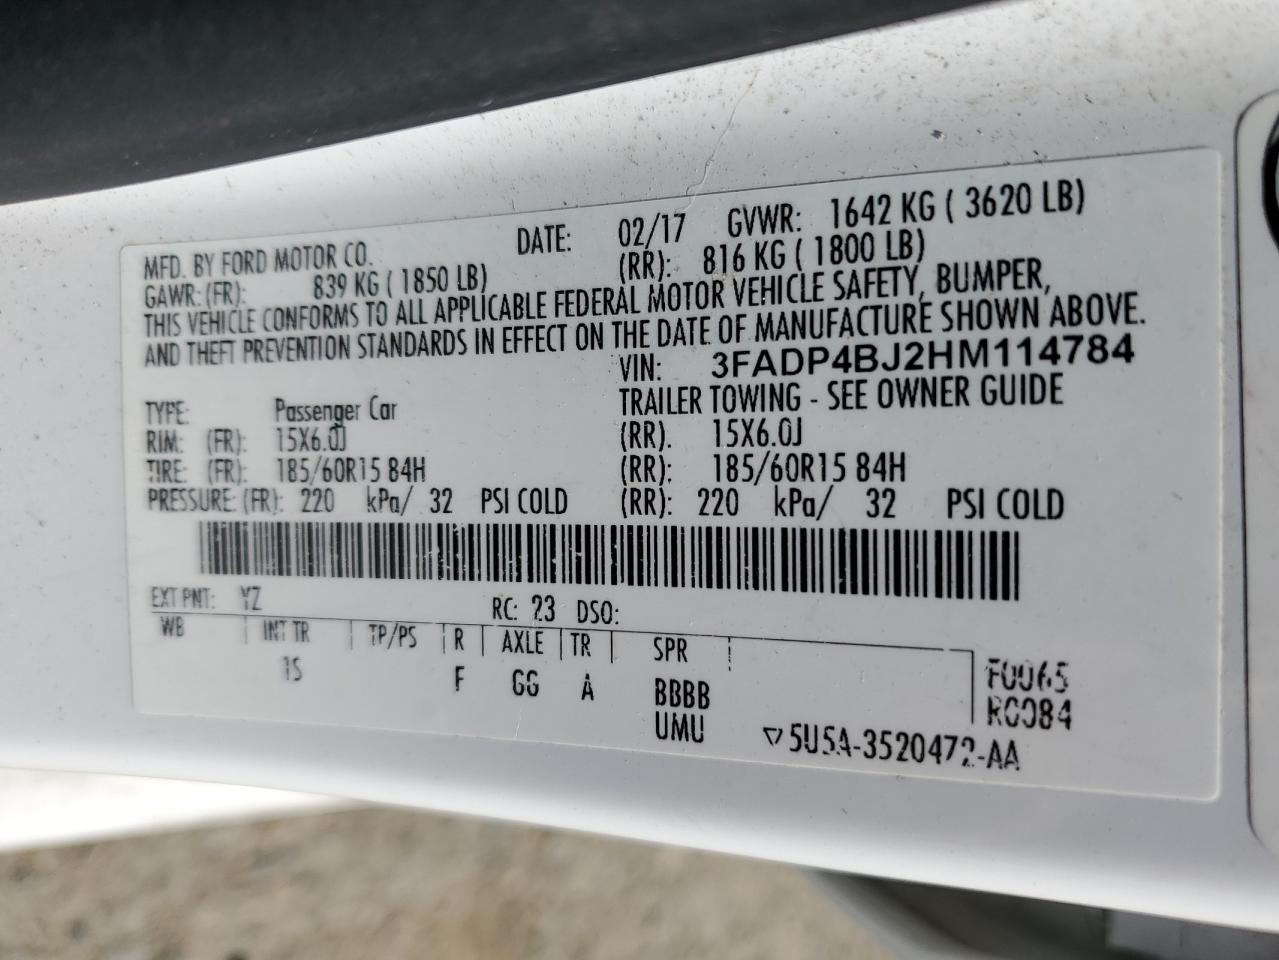 MFD. BY FORD MOTOR CO. DATE: 02/17 GVWR: 1642 KG ( 3620 LB)
GAWR: (FR): 839 KG ( 1850 LB) (RR): 816 KG ( 1800 LB)
THIS VEHICLE CONFORMS TO ALL APPLICABLE FEDERAL MOTOR VEHICLE SAFETY, BUMPER,
AND THEFT PREVENTION STANDARDS IN EFFECT ON THE DATE OF MANUFACTURE SHOWN ABOVE.
VIN: 3FADP4BJ2HM114784
TYPE: Passenger Car TRAILER TOWING - SEE OWNER GUIDE
RIM: (FR): 15X6.0J (RR). 15X6.0J
TIRE: (FR): 185/60R15 84H (RR): 185/60R15 84H
PRESSURE: (FR): 220 kPa/ 32 PSI COLD (RR): 220 kPa/ 32 PSI COLD
EXT PNT: YZ RC: 23 DSO:
WB INT TR TP/PS R AXLE TR SPR
1S F GG A BBBB F0065
UMU R0084
▽5U5A-3520472-AA